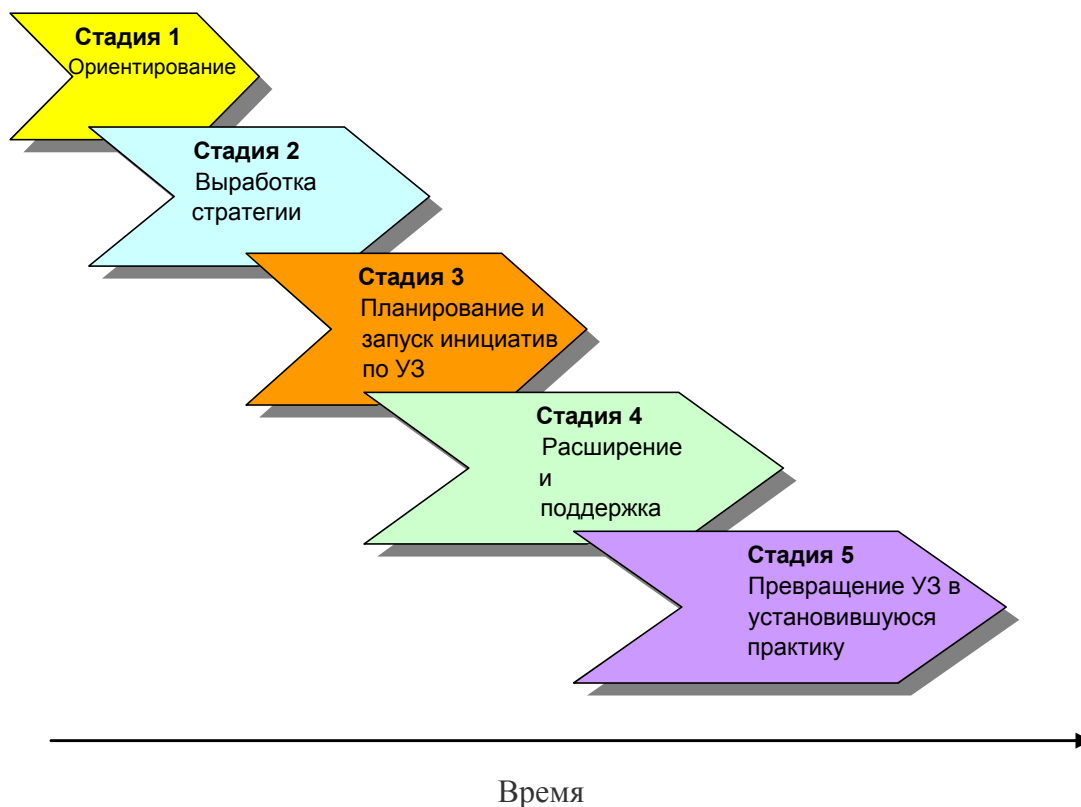 Стадия 1
Ориентирование
Стадия 2
Выработка
стратегии
Стадия 3
Планирование и
запуск инициатив
по УЗ
Стадия 4
Расширение
и
поддержка
Стадия 5
Превращение УЗ в
установившуюся
практику
Время